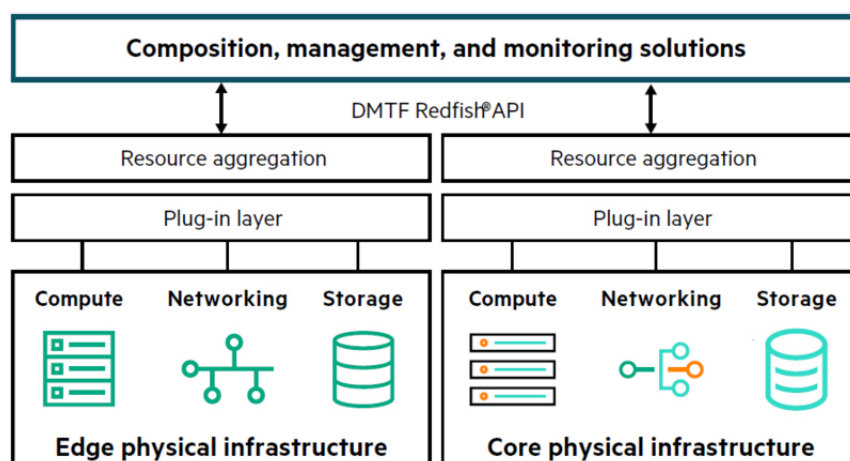 Composition, management, and monitoring solutions
DMTF Redfish® API
Resource aggregation
Resource aggregation
Plug-in layer
Plug-in layer
Compute
Networking
Storage
Compute
Networking
Storage
Edge physical infrastructure
Core physical infrastructure